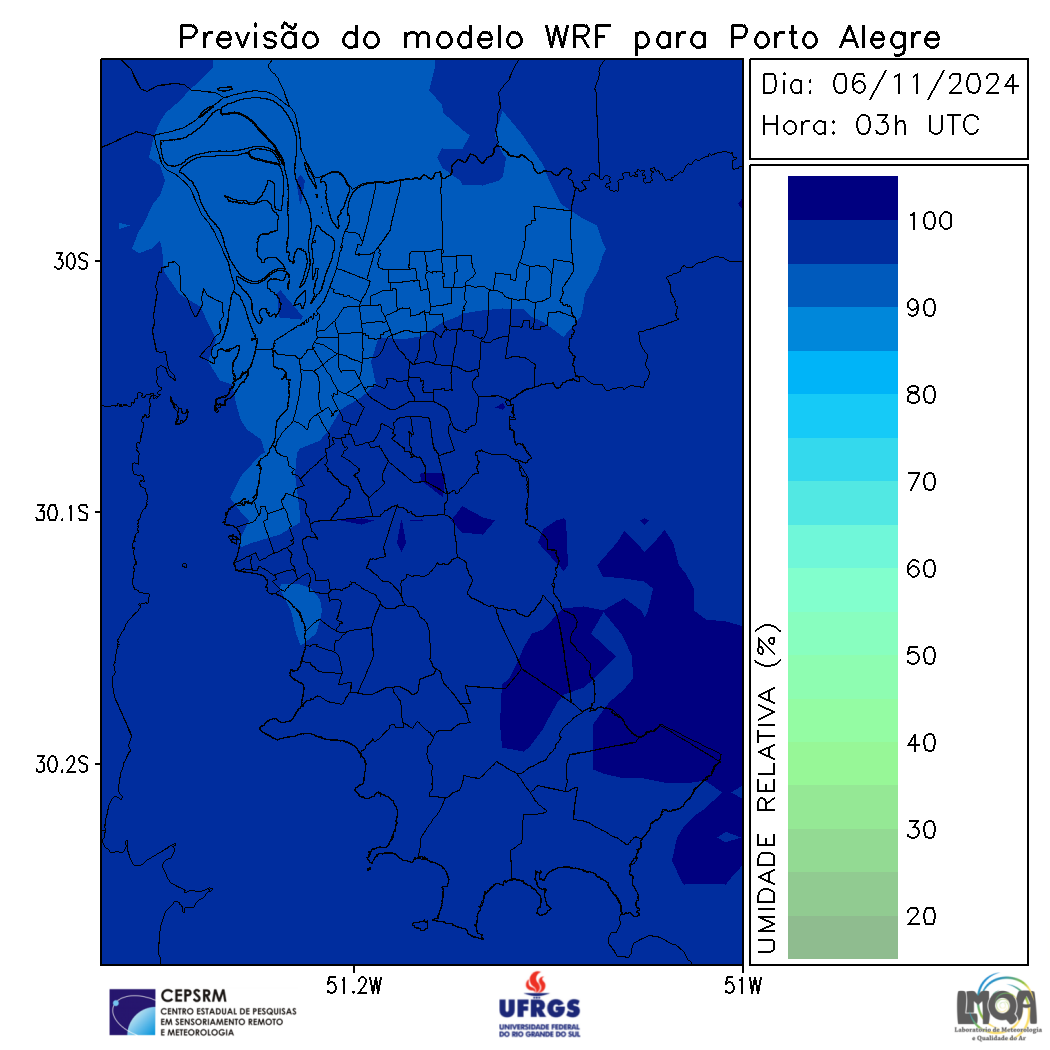 Previsão do modelo WRF para Porto Alegre
Dia: 06/11/2024
Hora: 03h UTC
100
90
80
70
60
50
40
30
20
UMIDADE RELATIVA (%)
30S
30.1S
30.2S
51.2W
51W
CEPSRM
CENTRO ESTADUAL DE PESQUISAS
EM SENSORIAMENTO REMOTO
E METEOROLOGIA
UFRGS
UNIVERSIDADE FEDERAL
DO RIO GRANDE DO SUL
LMQA
Laboratório de Meteorologia
e Qualidade do Ar